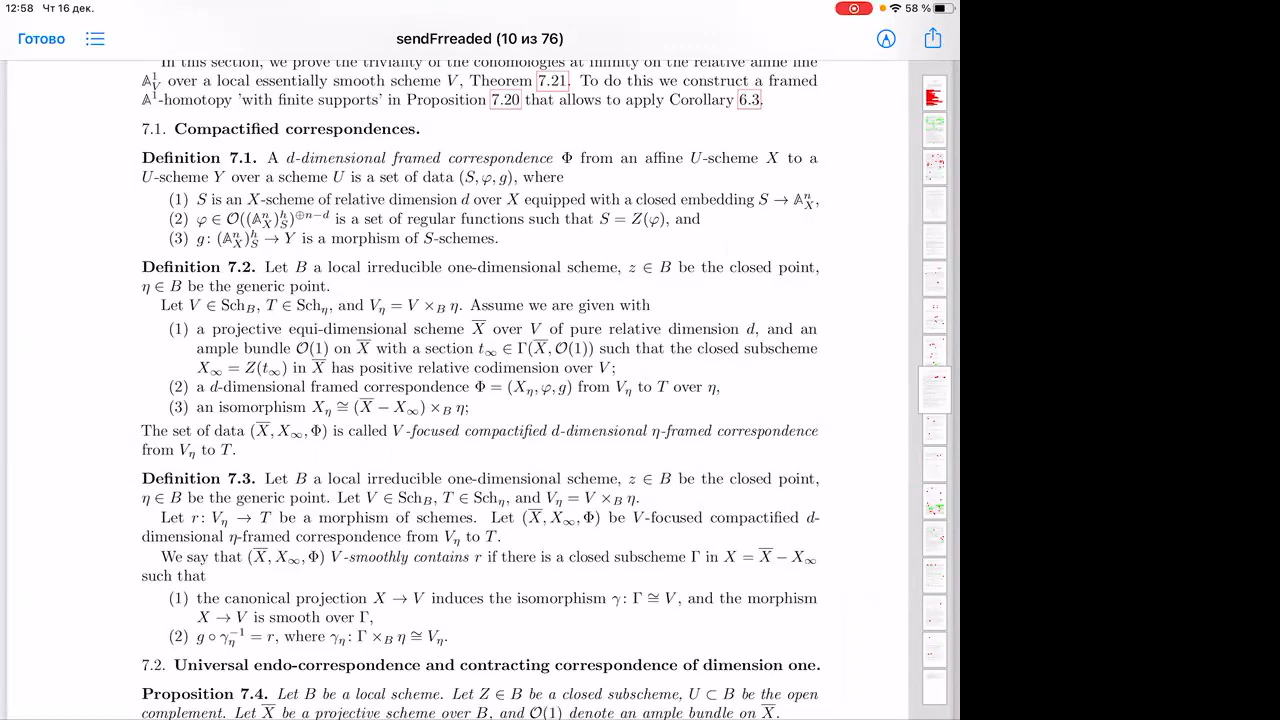 12:58 Чт 16 дек. 58 %
Готово sendFrreaded (10 из 76)
In this section, we prove the triviality of the cohomologies at infinity on the relative affine line
𝔸¹_V over a local essentially smooth scheme V, Theorem 7.21. To do this we construct a framed
𝔸¹-homotopy 'with finite supports' in Proposition 7.20 that allows to apply Corollary 6.3.
7.1. Compactified correspondences.
Definition 7.1. A d-dimensional framed correspondence Φ from an affine U-scheme X to a
U-scheme Y over a scheme U is a set of data (S, φ, g), where
(1) an X-scheme of relative dimension d over X equipped with a closed embedding S → 𝔸ⁿ_X,
(2) φ ∈ 𝒪((𝔸ⁿ_X)ʰ_S)^{⊕n−d} is a set of regular functions such that S = Z(φ), and
(3) g: (𝔸ⁿ_X)ʰ_S → Y is a morphism of S-schemes.
Definition 7.2. Let B be a local irreducible one-dimensional scheme, z ∈ B be the closed point,
η ∈ B be the generic point.
Let V ∈ Sch_B, T ∈ Sch_η, and V_η = V ×_B η. Assume we are given with
(1) a projective equidimensional scheme X̅ over V of pure relative dimension d, and an
ample bundle 𝒪(1) on X̅ with a section t_∞ ∈ Γ(X̅, 𝒪(1)) such that the closed subscheme
X_∞ = Z(t_∞) in X̅ has positive relative codimension over V;
(2) a d-dimensional framed correspondence Φ = (X_η, φ, g) from V_η to T over η,
(3) an isomorphism X_η ≅ (X̅ − X_∞) ×_B η.
The set of data (X̅, X_∞, Φ) is called V-focused compactified d-dimensional η-framed correspondence
from V_η to T.
Definition 7.3. Let B be a local irreducible one-dimensional scheme, z ∈ B be the closed point,
η ∈ B be the generic point. Let V ∈ Sch_B, T ∈ Sch_η, and V_η = V ×_B η.
Let r: V_η → T be a morphism of schemes. Let (X̅, X_∞, Φ) be V-focused compactified d-
dimensional η-framed correspondence from V_η to T.
We say that (X̅, X_∞, Φ) V-smoothly contains r if there is a closed subscheme Γ in X = X̅ − X_∞
such that
(1) the canonical projection X → V induces the isomorphism γ: Γ ≅ V, and the morphism
X → V is smooth over Γ,
(2) g ∘ γ_η^{−1} = r, where γ_η: Γ ×_B η ≅ V_η.
7.2. Universal endo-correspondence and contracting correspondence of dimension one.
Proposition 7.4. Let B be a local scheme. Let Z ⊂ B be a closed subscheme, U ⊂ B be the open
complement. Let X̅ be a projective scheme over B, and 𝒪(1) denote an ample bundle on X̅.